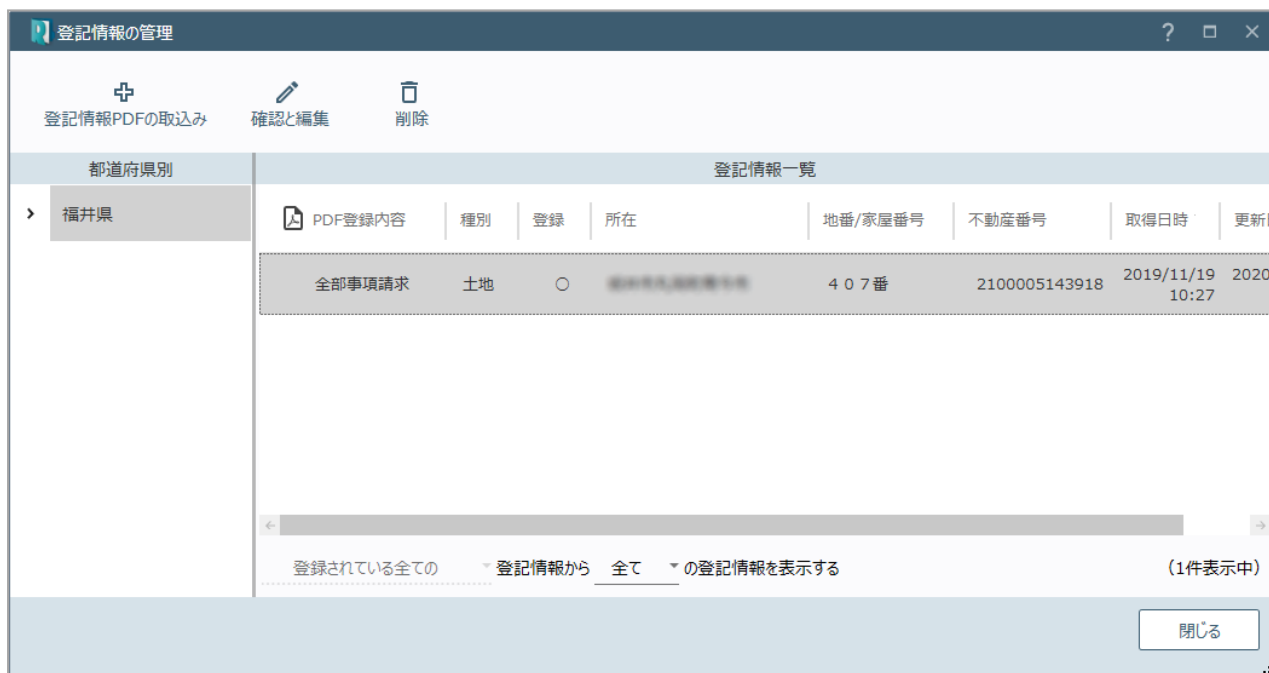 登記情報の管理
登記情報PDFの取込み 確認と編集 削除
都道府県別 登記情報一覧
福井県
PDF登録内容 種別 登録 所在 地番/家屋番号 不動産番号 取得日時 更新
全部事項請求 土地 ○ 407番 2100005143918 2019/11/19 10:27 2020
登録されている全ての 登記情報から 全て の登記情報を表示する (1件表示中)
閉じる